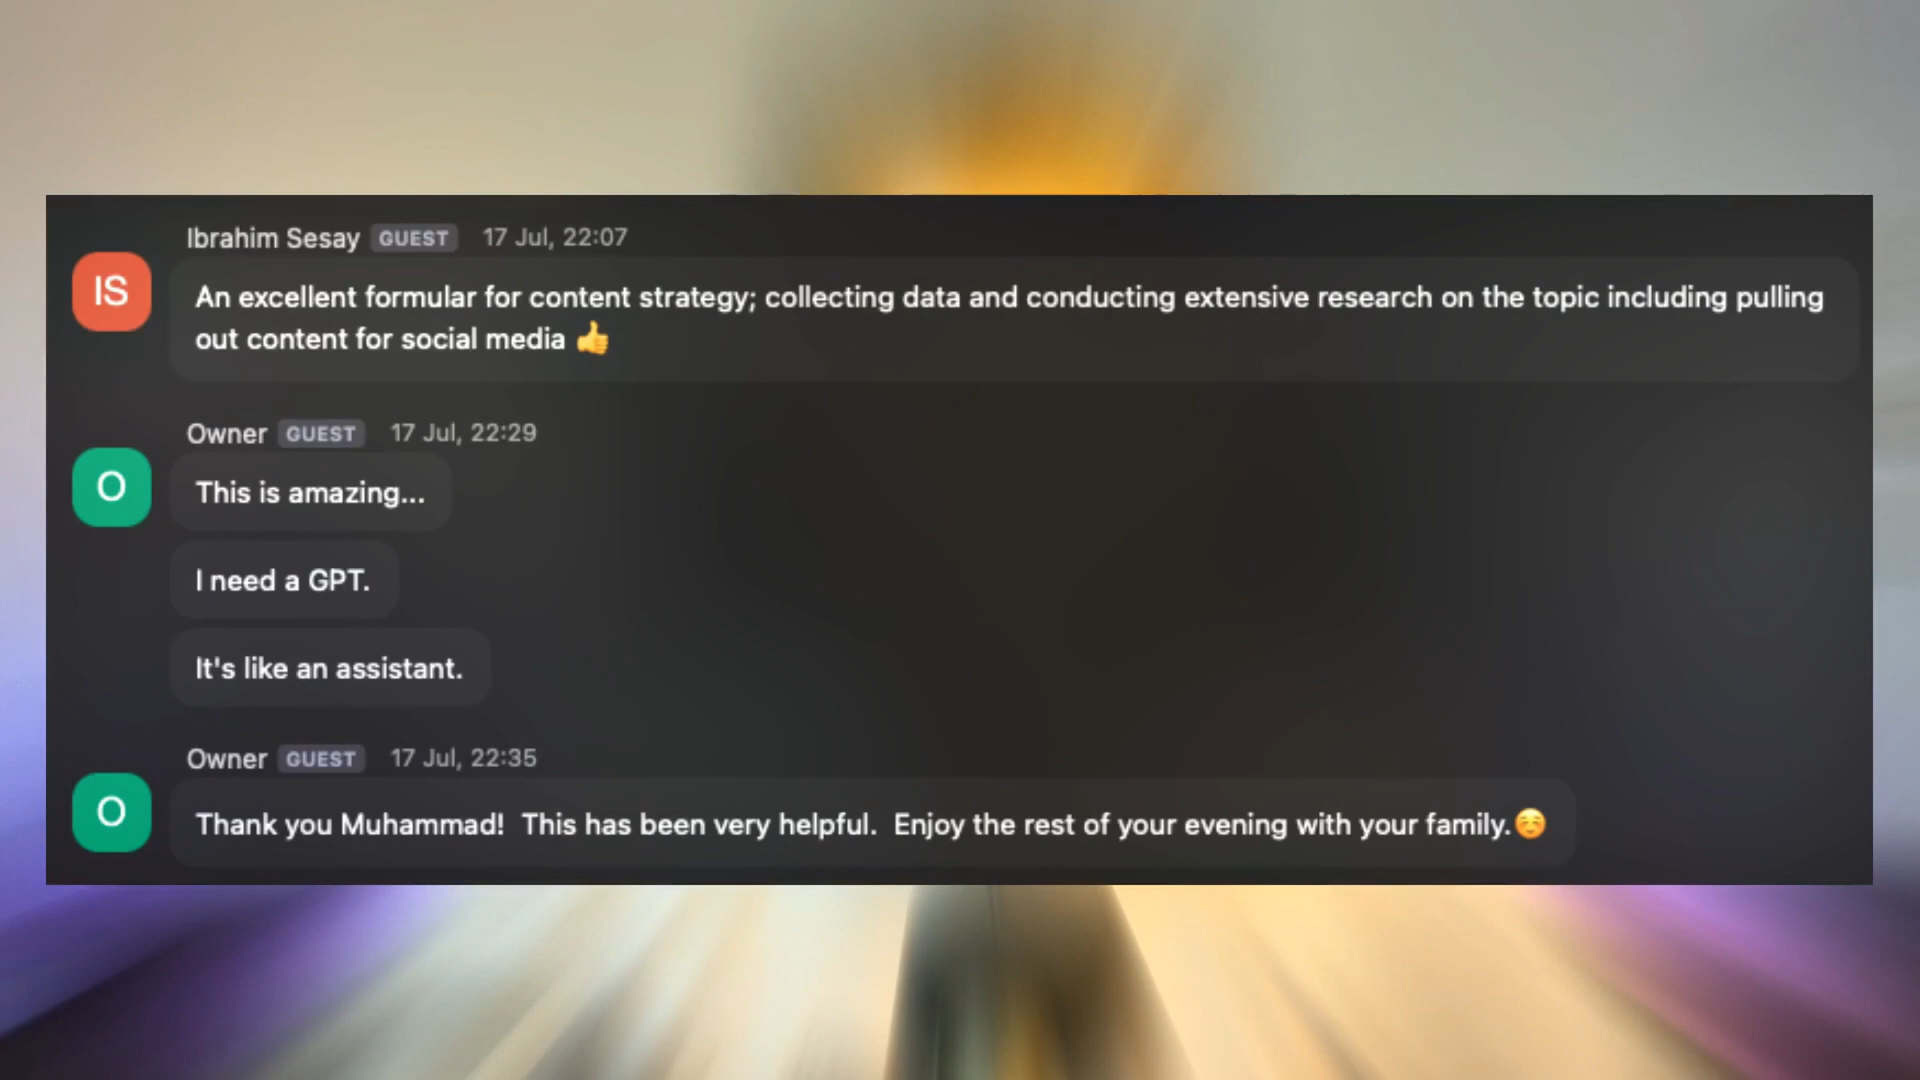 Ibrahim Sesay GUEST 17 Jul, 22:07
IS
An excellent formular for content strategy; collecting data and conducting extensive research on the topic including pulling
out content for social media 👍
Owner GUEST 17 Jul, 22:29
O
This is amazing...
I need a GPT.
It's like an assistant.
Owner GUEST 17 Jul, 22:35
O
Thank you Muhammad!  This has been very helpful.  Enjoy the rest of your evening with your family.☺️